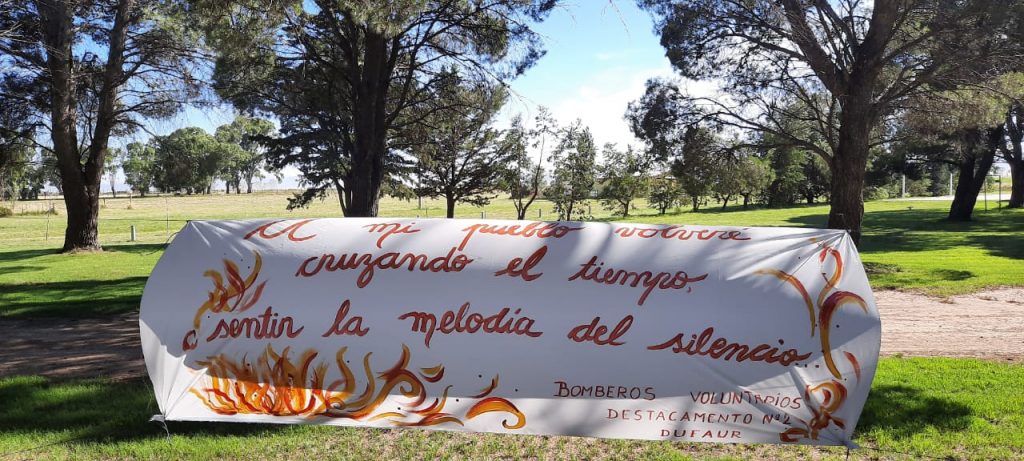 A mi pueblo volveré
cruzando el tiempo,
a sentir la melodía del silencio...
BOMBEROS VOLUNTARIOS
DESTACAMENTO Nº2
DUFAUR